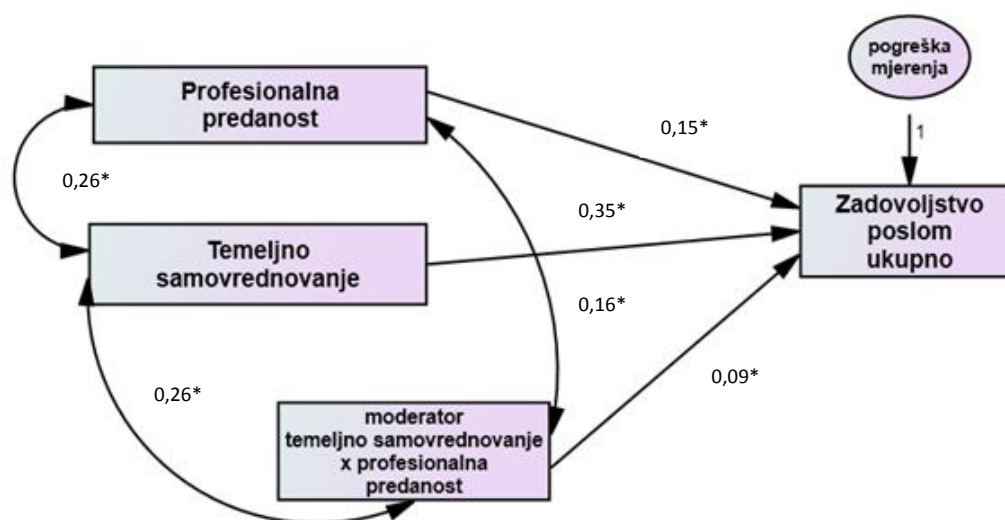 pogreška
mjerenja
Profesionalna
predanost
0,15*
1
0,26*
Zadovoljstvo
poslom
ukupno
0,35*
Temeljno
samovrednovanje
0,16*
0,26*
0,09*
moderator
temeljno samovrednovanje
x profesionalna
predanost